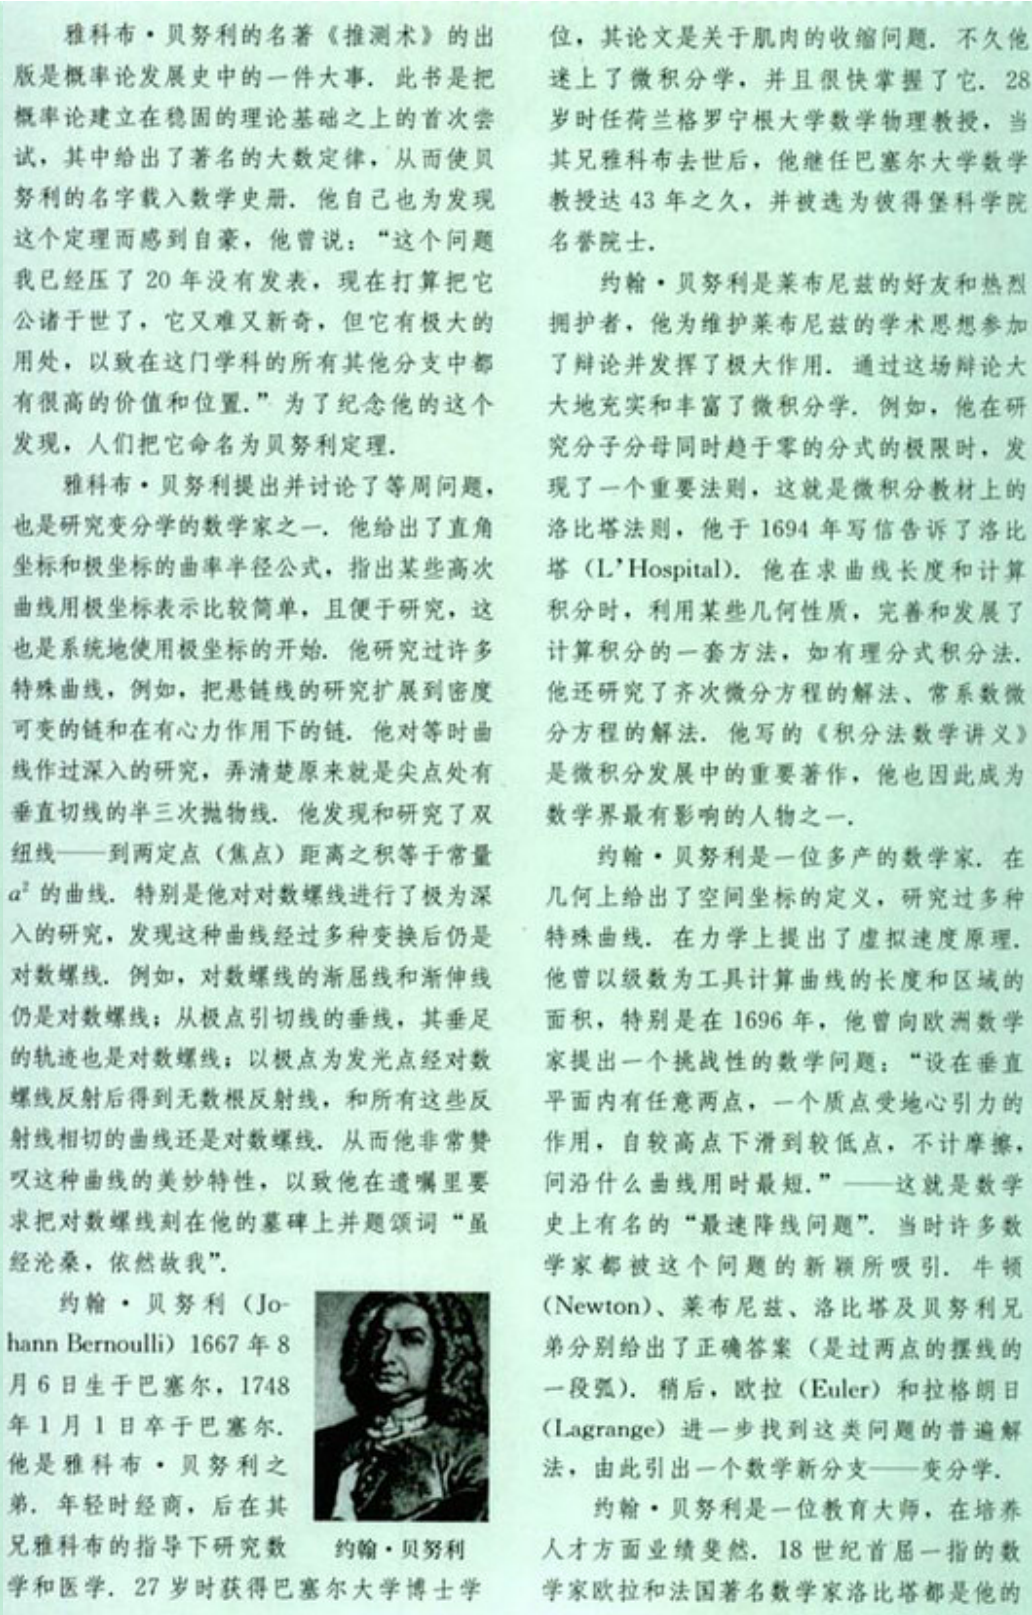 雅科布·贝努利的名著《推测术》的出
版是概率论发展史中的一件大事. 此书是把
概率论建立在稳固的理论基础之上的首次尝
试，其中给出了著名的大数定律，从而使贝
努利的名字载入数学史册. 他自己也为发现
这个定理而感到自豪，他曾说：“这个问题
我已经压了 20 年没有发表，现在打算把它
公诸于世了，它又难又新奇，但它有极大的
用处，以致在这门学科的所有其他分支中都
有很高的价值和位置.” 为了纪念他的这个
发现，人们把它命名为贝努利定理.
雅科布·贝努利提出并讨论了等周问题，
也是研究变分学的数学家之一. 他给出了直角
坐标和极坐标的曲率半径公式，指出某些高次
曲线用极坐标表示比较简单，且便于研究，这
也是系统地使用极坐标的开始. 他研究过许多
特殊曲线，例如，把悬链线的研究扩展到密度
可变的链和在有心力作用下的链. 他对等时曲
线作过深入的研究，弄清楚原来就是尖点处有
垂直切线的半三次抛物线. 他发现和研究了双
纽线——到两定点（焦点）距离之积等于常量
a² 的曲线. 特别是他对对数螺线进行了极为深
入的研究，发现这种曲线经过多种变换后仍是
对数螺线. 例如，对数螺线的渐屈线和渐伸线
仍是对数螺线；从极点引切线的垂线，其垂足
的轨迹也是对数螺线；以极点为发光点经对数
螺线反射后得到无数根反射线，和所有这些反
射线相切的曲线还是对数螺线. 从而他非常赞
叹这种曲线的美妙特性，以致他在遗嘱里要
求把对数螺线刻在他的墓碑上并题颂词“虽
经沧桑，依然故我”.
约翰·贝努利（Jo-
hann Bernoulli）1667 年 8
月 6 日生于巴塞尔，1748
年 1 月 1 日卒于巴塞尔.
他是雅科布·贝努利之
弟. 年轻时经商，后在其
兄雅科布的指导下研究数
学和医学. 27 岁时获得巴塞尔大学博士学
约翰·贝努利
位，其论文是关于肌肉的收缩问题. 不久他
迷上了微积分学，并且很快掌握了它. 28
岁时任荷兰格罗宁根大学数学物理教授，当
其兄雅科布去世后，他继任巴塞尔大学数学
教授达 43 年之久，并被选为彼得堡科学院
名誉院士.
约翰·贝努利是莱布尼兹的好友和热烈
拥护者，他为维护莱布尼兹的学术思想参加
了辩论并发挥了极大作用. 通过这场辩论大
大地充实和丰富了微积分学. 例如，他在研
究分子分母同时趋于零的分式的极限时，发
现了一个重要法则，这就是微积分教材上的
洛比塔法则，他于 1694 年写信告诉了洛比
塔（L’Hospital）. 他在求曲线长度和计算
积分时，利用某些几何性质，完善和发展了
计算积分的一套方法，如有理分式积分法.
他还研究了齐次微分方程的解法、常系数微
分方程的解法. 他写的《积分法数学讲义》
是微积分发展中的重要著作，他也因此成为
数学界最有影响的人物之一.
约翰·贝努利是一位多产的数学家. 在
几何上给出了空间坐标的定义，研究过多种
特殊曲线. 在力学上提出了虚拟速度原理.
他曾以级数为工具计算曲线的长度和区域的
面积，特别是在 1696 年，他曾向欧洲数学
家提出一个挑战性的数学问题：“设在垂直
平面内有任意两点，一个质点受地心引力的
作用，自较高点下滑到较低点，不计摩擦，
问沿什么曲线用时最短.”——这就是数学
史上有名的“最速降线问题”. 当时许多数
学家都被这个问题的新颖所吸引. 牛顿
（Newton）、莱布尼兹、洛比塔及贝努利兄
弟分别给出了正确答案（是过两点的摆线的
一段弧）. 稍后，欧拉（Euler）和拉格朗日
（Lagrange）进一步找到这类问题的普遍解
法，由此引出一个数学新分支——变分学.
约翰·贝努利是一位教育大师，在培养
人才方面业绩斐然. 18 世纪首屈一指的数
学家欧拉和法国著名数学家洛比塔都是他的